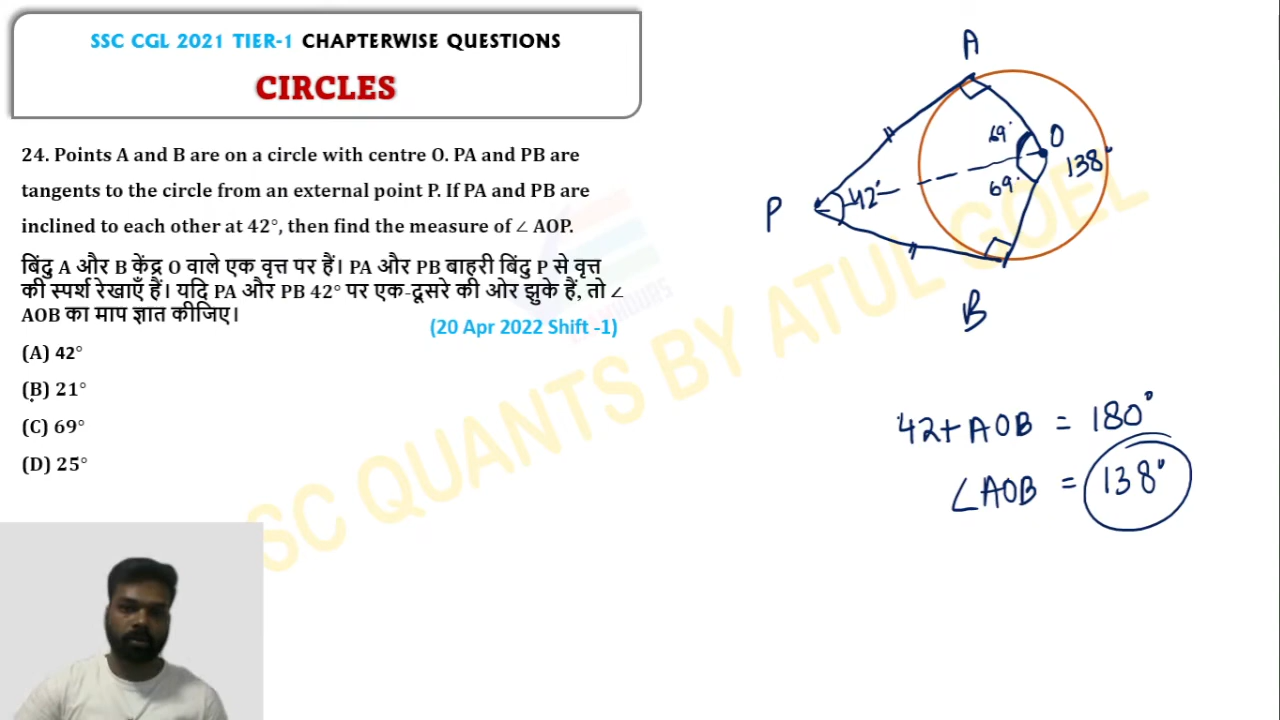 SSC CGL 2021 TIER-1 CHAPTERWISE QUESTIONS
CIRCLES
24. Points A and B are on a circle with centre O. PA and PB are
tangents to the circle from an external point P. If PA and PB are
inclined to each other at 42°, then find the measure of ∠ AOP.
बिंदु A और B केंद्र O वाले एक वृत्त पर हैं। PA और PB बाहरी बिंदु P से वृत्त
की स्पर्श रेखाएँ हैं। यदि PA और PB 42° पर एक-दूसरे की ओर झुके हैं, तो ∠
AOB का माप ज्ञात कीजिए।
(20 Apr 2022 Shift -1)
(A) 42°
(B) 21°
(C) 69°
(D) 25°
A
69°
O
138°
69°
42°
P
B
42+AOB = 180°
∠AOB = 138°
SC QUANTS BY ATUL GOEL